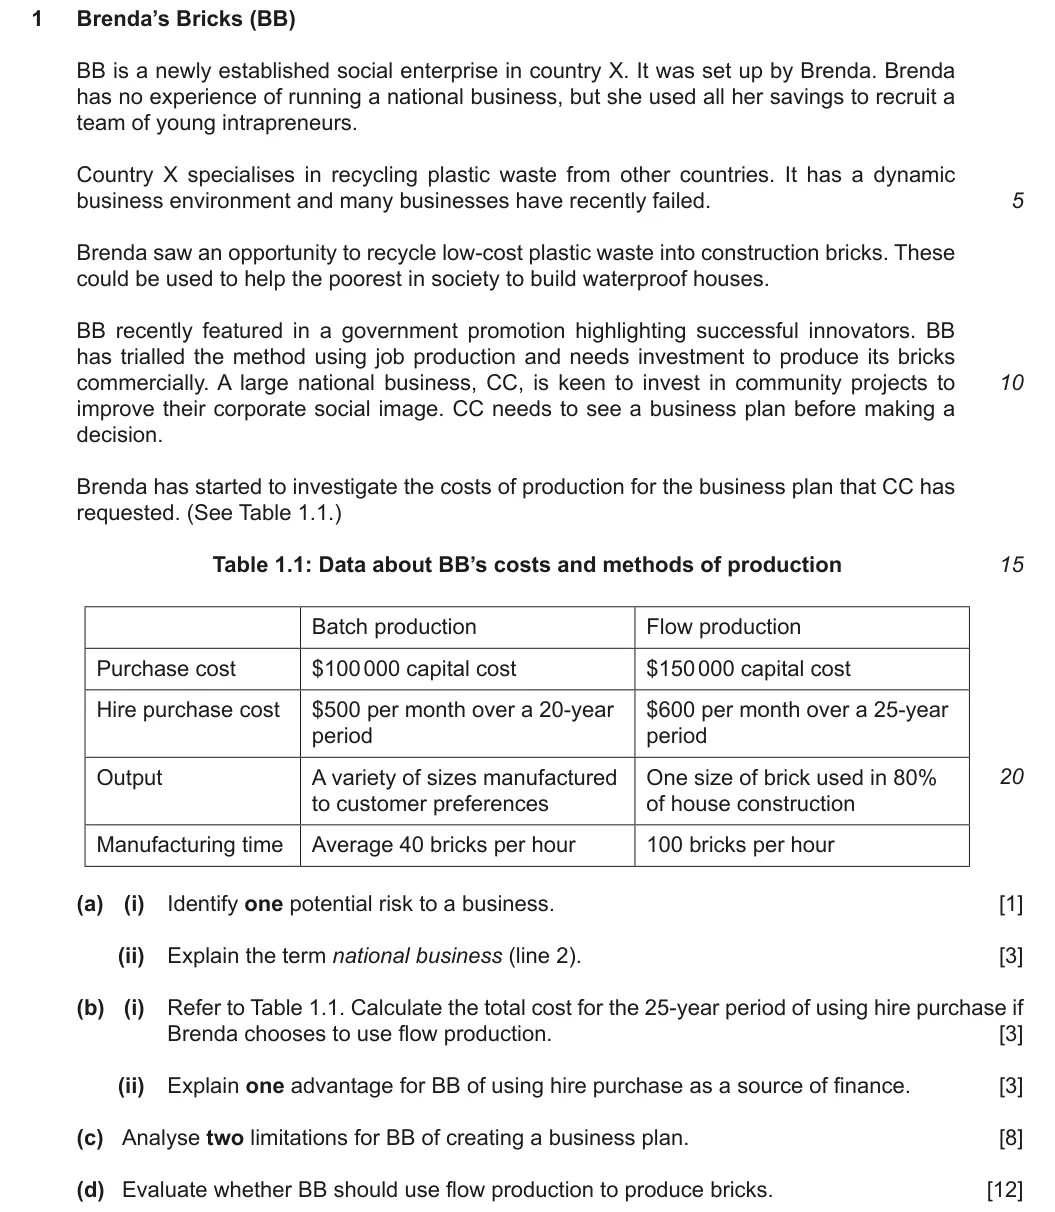 1 Brenda’s Bricks (BB)
BB is a newly established social enterprise in country X. It was set up by Brenda. Brenda
has no experience of running a national business, but she used all her savings to recruit a
team of young intrapreneurs.
Country X specialises in recycling plastic waste from other countries. It has a dynamic
business environment and many businesses have recently failed. 5
Brenda saw an opportunity to recycle low-cost plastic waste into construction bricks. These
could be used to help the poorest in society to build waterproof houses.
BB recently featured in a government promotion highlighting successful innovators. BB
has trialled the method using job production and needs investment to produce its bricks
commercially. A large national business, CC, is keen to invest in community projects to 10
improve their corporate social image. CC needs to see a business plan before making a
decision.
Brenda has started to investigate the costs of production for the business plan that CC has
requested. (See Table 1.1.)
Table 1.1: Data about BB’s costs and methods of production 15
Batch production Flow production
Purchase cost $100 000 capital cost $150 000 capital cost
Hire purchase cost $500 per month over a 20-year $600 per month over a 25-year
period period
Output A variety of sizes manufactured One size of brick used in 80% 20
to customer preferences of house construction
Manufacturing time Average 40 bricks per hour 100 bricks per hour
(a) (i) Identify one potential risk to a business. [1]
(ii) Explain the term national business (line 2). [3]
(b) (i) Refer to Table 1.1. Calculate the total cost for the 25-year period of using hire purchase if
Brenda chooses to use flow production. [3]
(ii) Explain one advantage for BB of using hire purchase as a source of finance. [3]
(c) Analyse two limitations for BB of creating a business plan. [8]
(d) Evaluate whether BB should use flow production to produce bricks. [12]